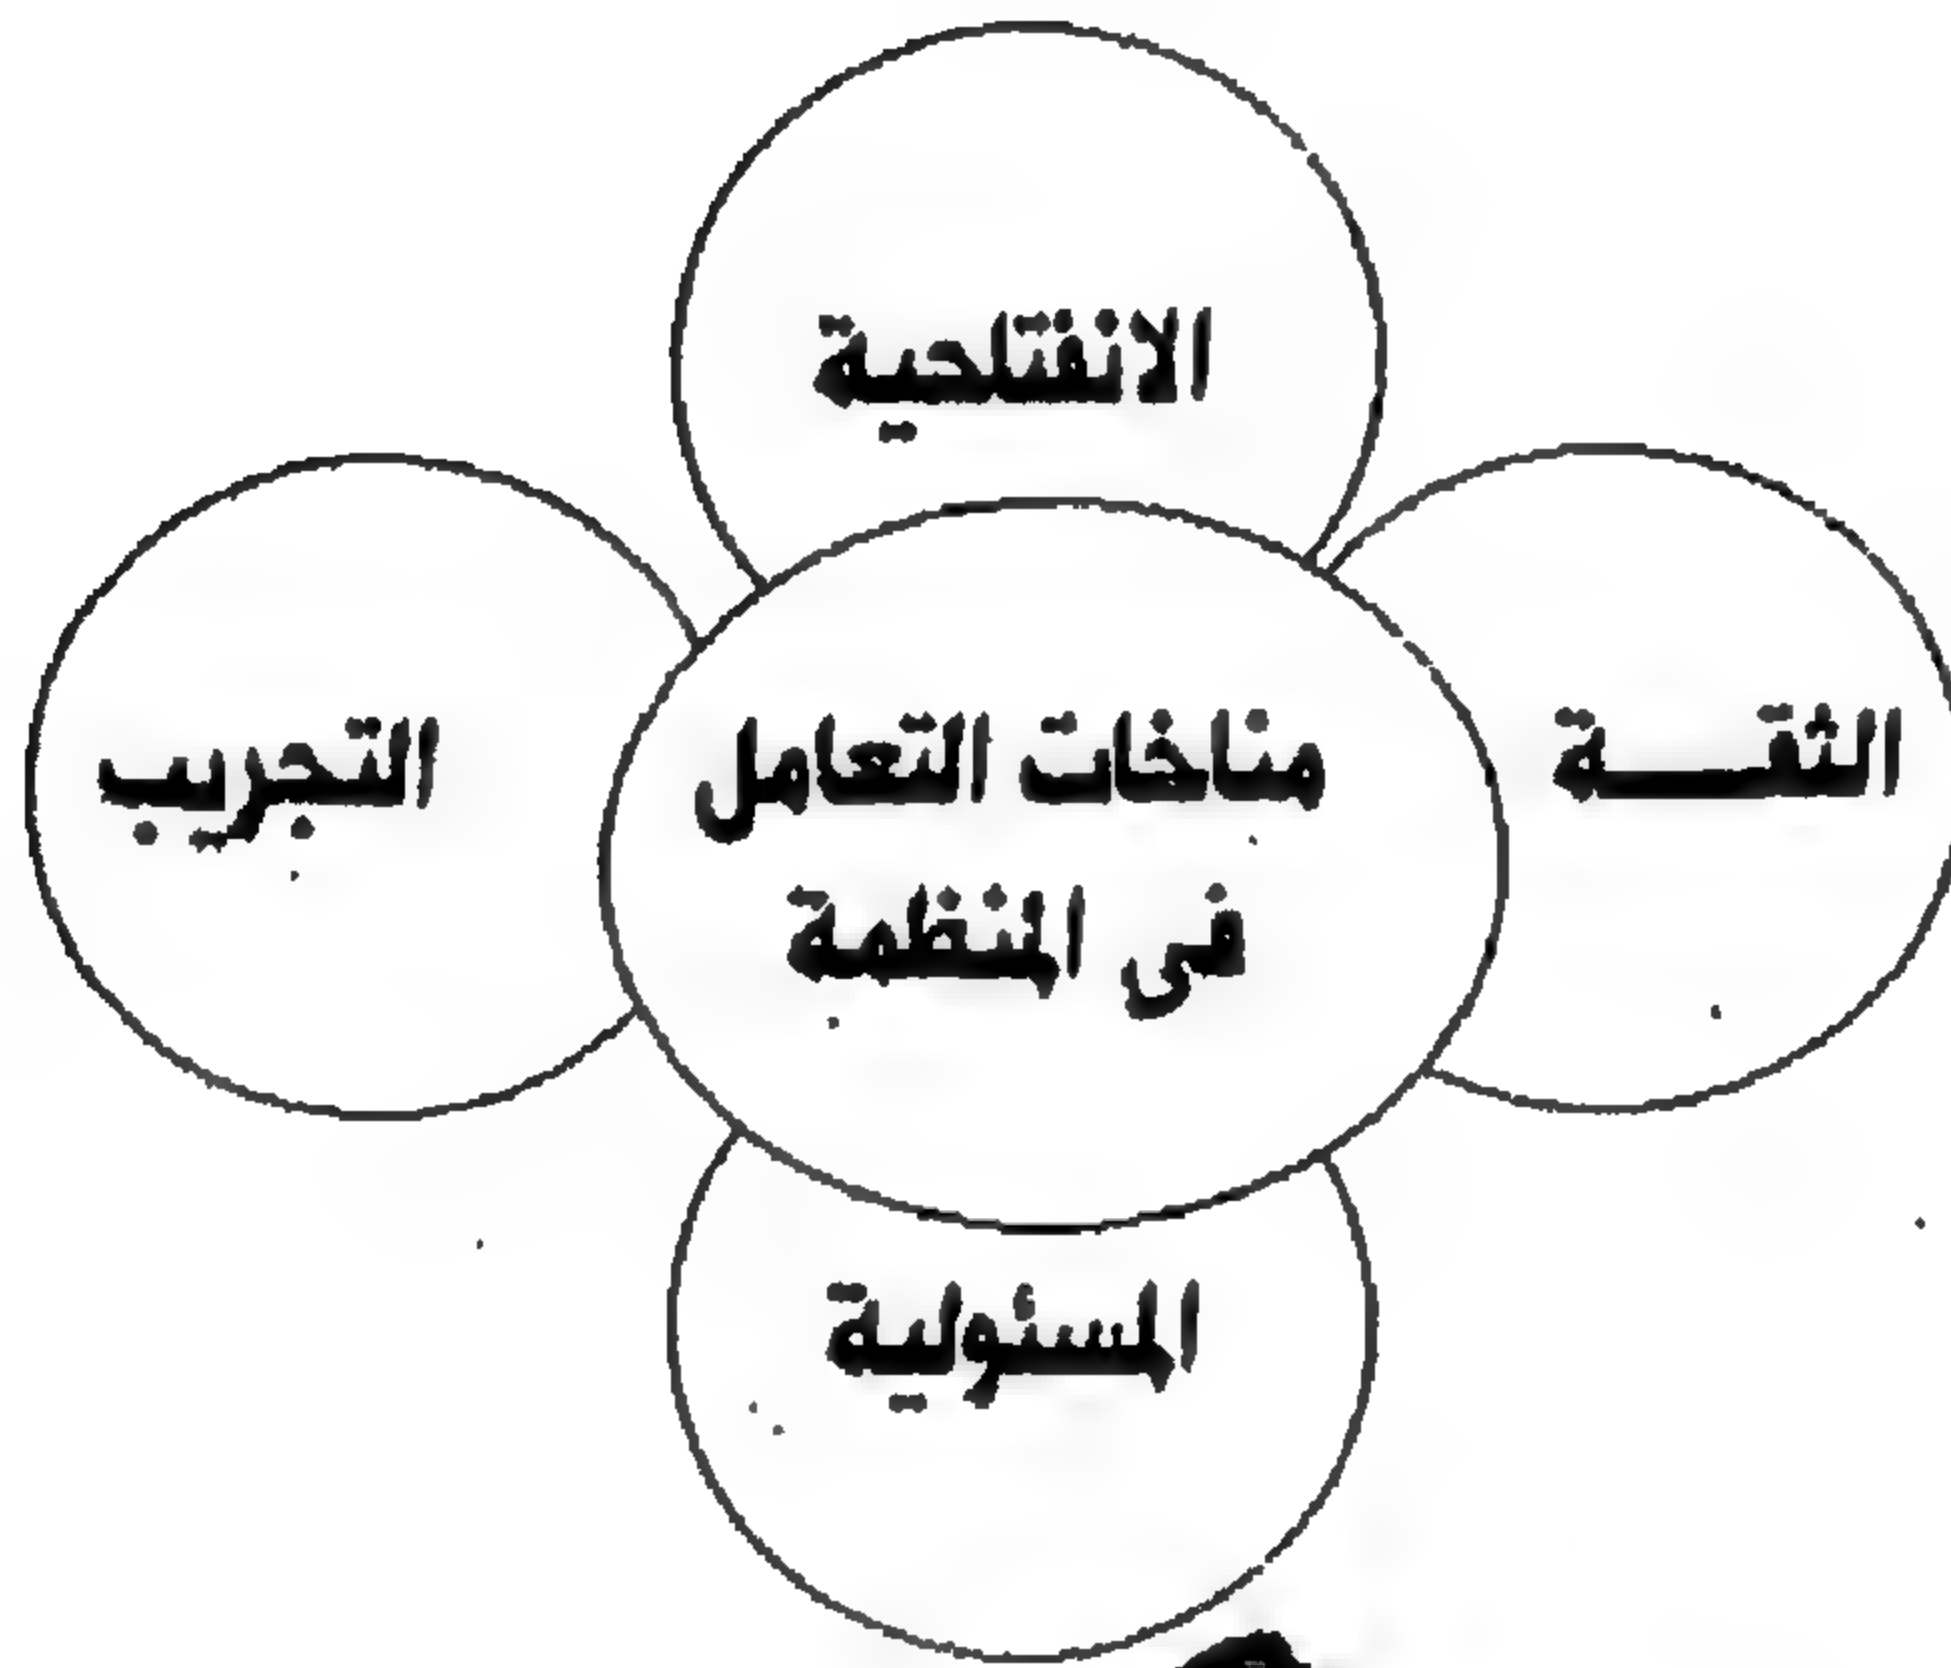 الانفتاحية
الثقـــة
مناخات التعامل
فى المنظمة
التجريب
المسئولية